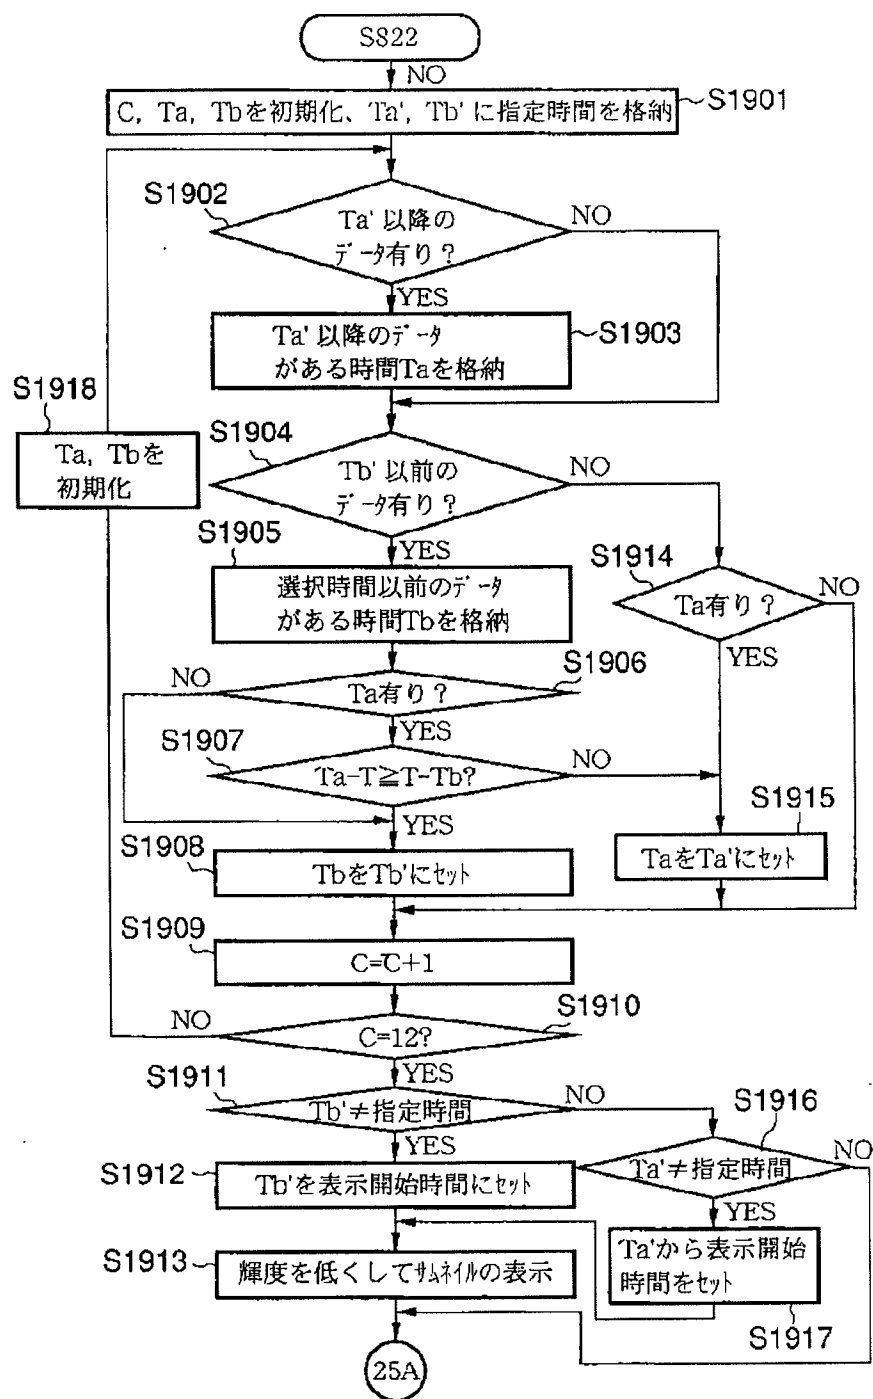 S822
NO
C, Ta, Tbを初期化、Ta', Tb' に指定時間を格納
S1901
S1902
Ta' 以降の
データ有り？
NO
YES
Ta' 以降のデータ
がある時間Taを格納
S1903
S1918
Ta, Tbを
初期化
S1904
Tb' 以前の
データ有り？
NO
YES
S1905
選択時間以前のデータ
がある時間Tbを格納
S1914
Ta有り？
NO
YES
S1906
Ta有り？
NO
YES
S1907
Ta-T≧T-Tb?
NO
YES
S1915
TaをTa'にセット
S1908
TbをTb'にセット
S1909
C=C+1
S1910
C=12?
NO
YES
S1911
Tb'≠指定時間
NO
YES
S1916
Ta'≠指定時間
NO
YES
S1912
Tb'を表示開始時間にセット
Ta'から表示開始
時間をセット
S1917
S1913
輝度を低くしてサムネイルの表示
25A